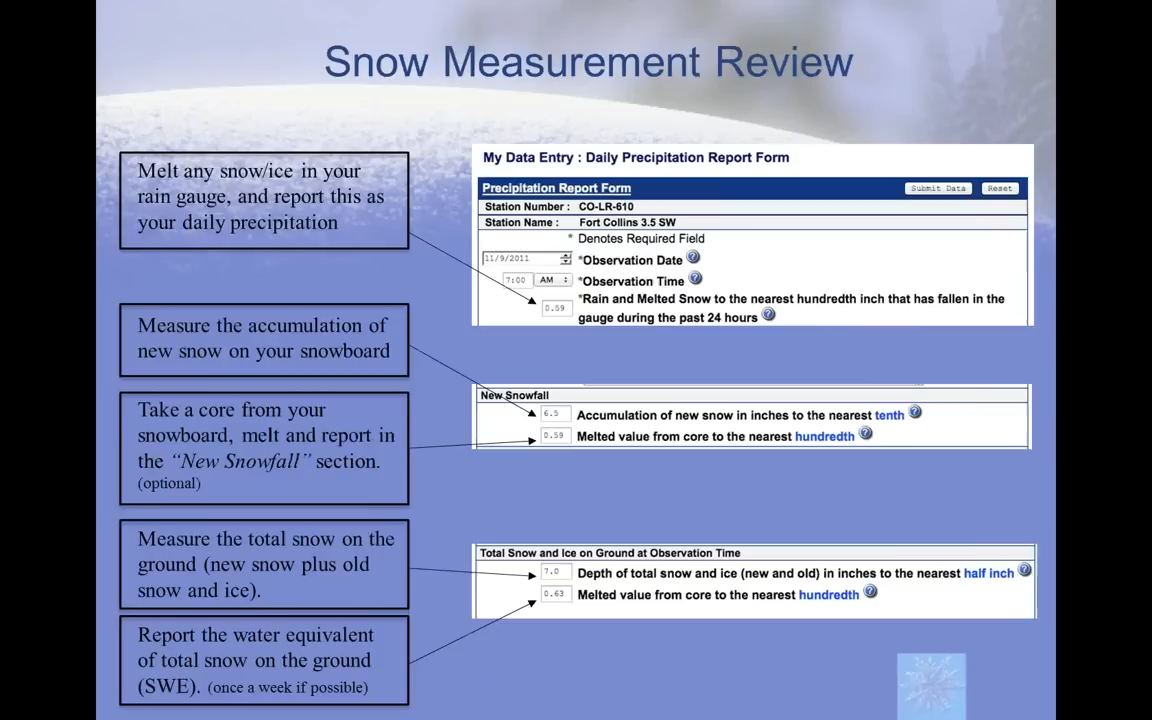 Snow Measurement Review
Melt any snow/ice in your
rain gauge, and report this as
your daily precipitation
Measure the accumulation of
new snow on your snowboard
Take a core from your
snowboard, melt and report in
the “New Snowfall” section.
(optional)
Measure the total snow on the
ground (new snow plus old
snow and ice).
Report the water equivalent
of total snow on the ground
(SWE). (once a week if possible)
My Data Entry : Daily Precipitation Report Form
Precipitation Report Form Submit Data Reset
Station Number : CO-LR-610
Station Name : Fort Collins 3.5 SW
* Denotes Required Field
11/9/2011 *Observation Date ?
7:00 AM *Observation Time ?
0.59 *Rain and Melted Snow to the nearest hundredth inch that has fallen in the
gauge during the past 24 hours ?
New Snowfall
6.5 Accumulation of new snow in inches to the nearest tenth ?
0.59 Melted value from core to the nearest hundredth ?
Total Snow and Ice on Ground at Observation Time
7.0 Depth of total snow and ice (new and old) in inches to the nearest half inch ?
0.63 Melted value from core to the nearest hundredth ?